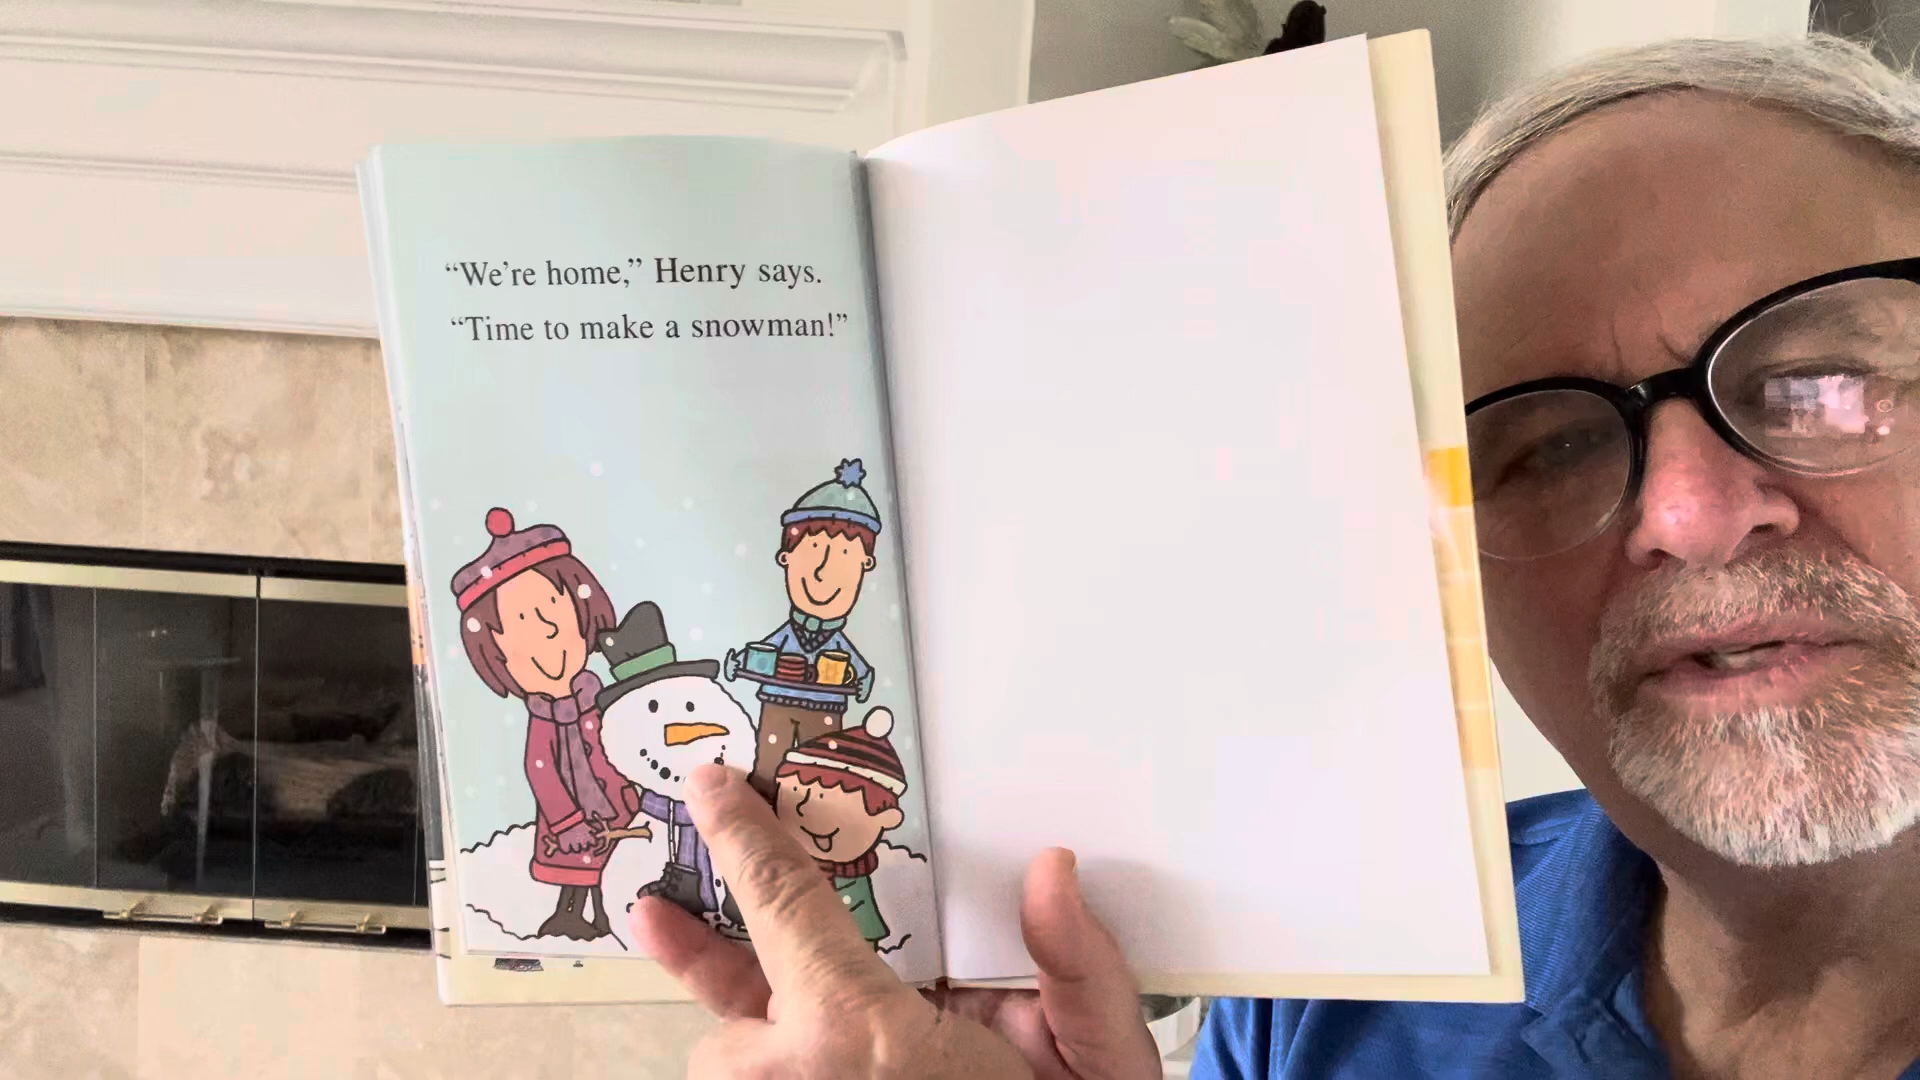 “We’re home,” Henry says.
“Time to make a snowman!”